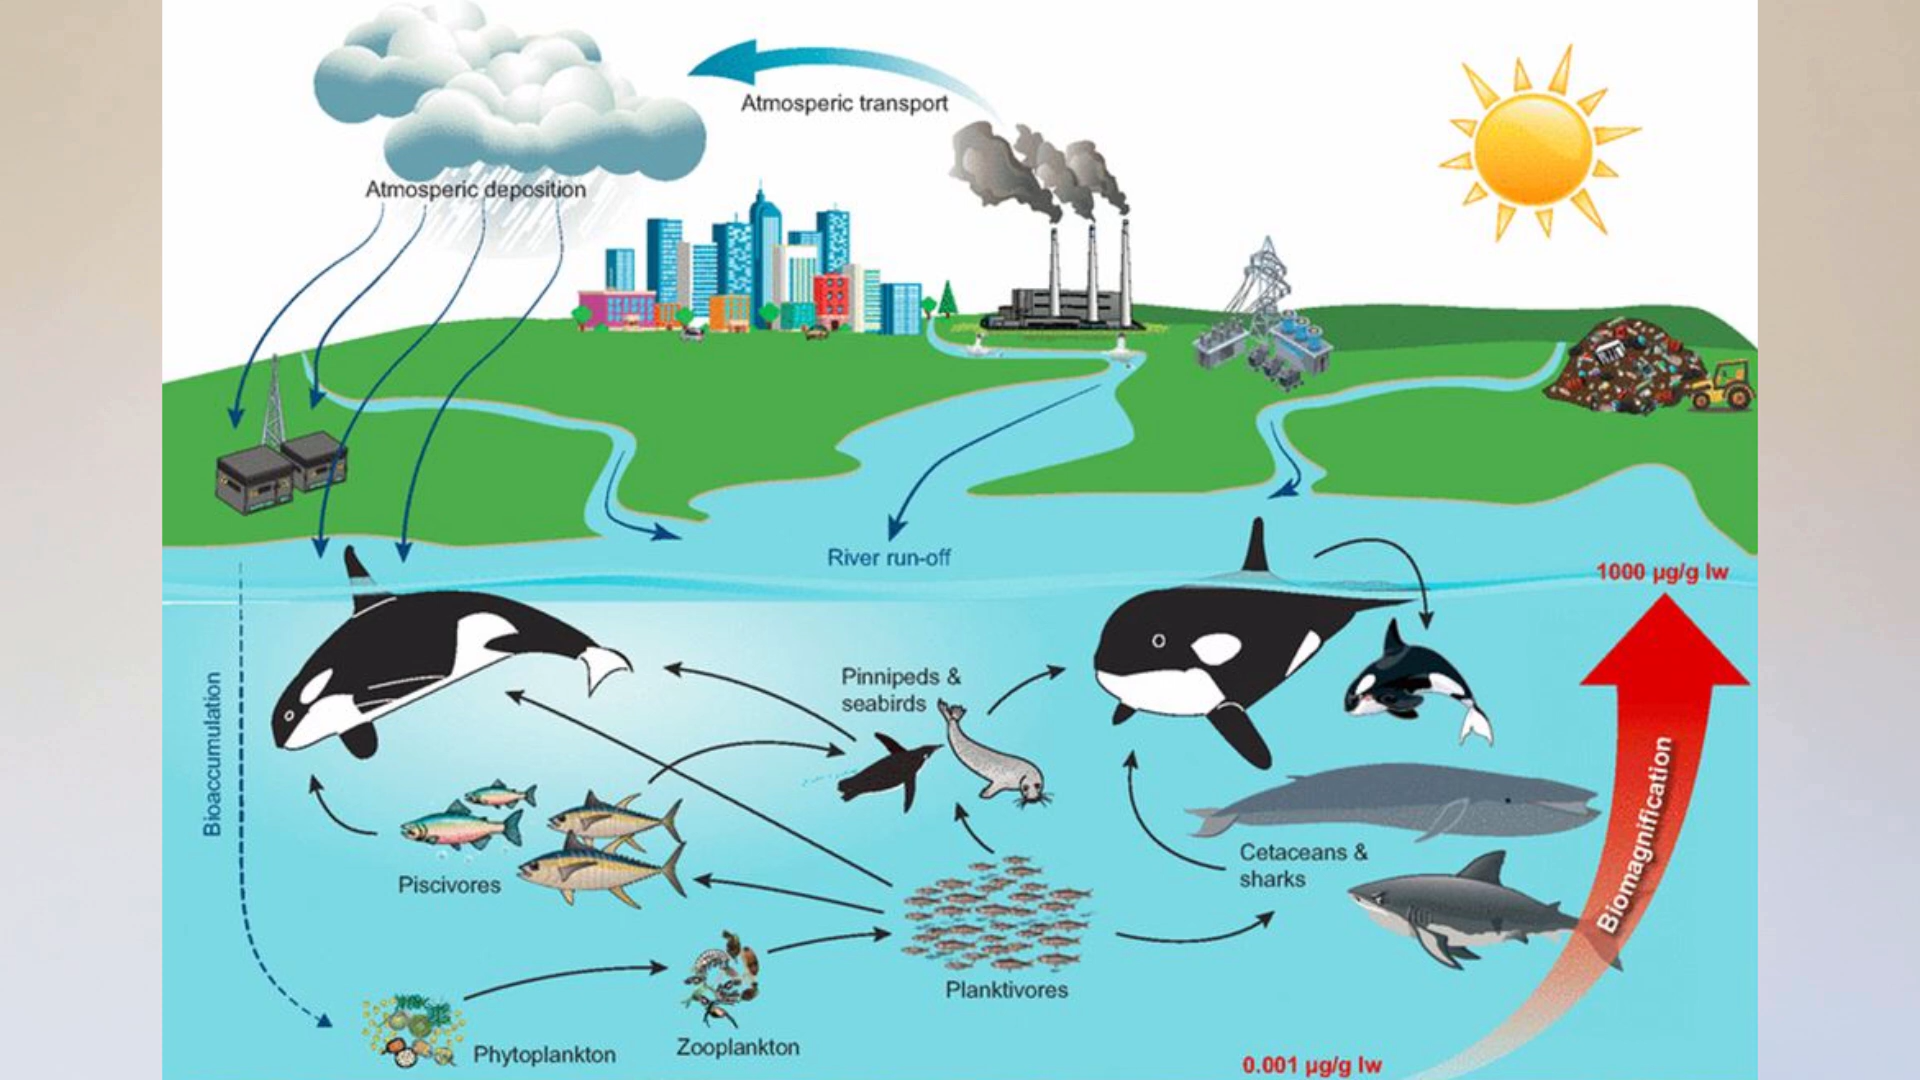 Atmosperic transport
Atmosperic deposition
River run-off
1000 µg/g lw
Pinnipeds &
seabirds
Bioaccumulation
Biomagnification
Cetaceans &
sharks
Piscivores
Planktivores
Zooplankton
Phytoplankton
0.001 µg/g lw